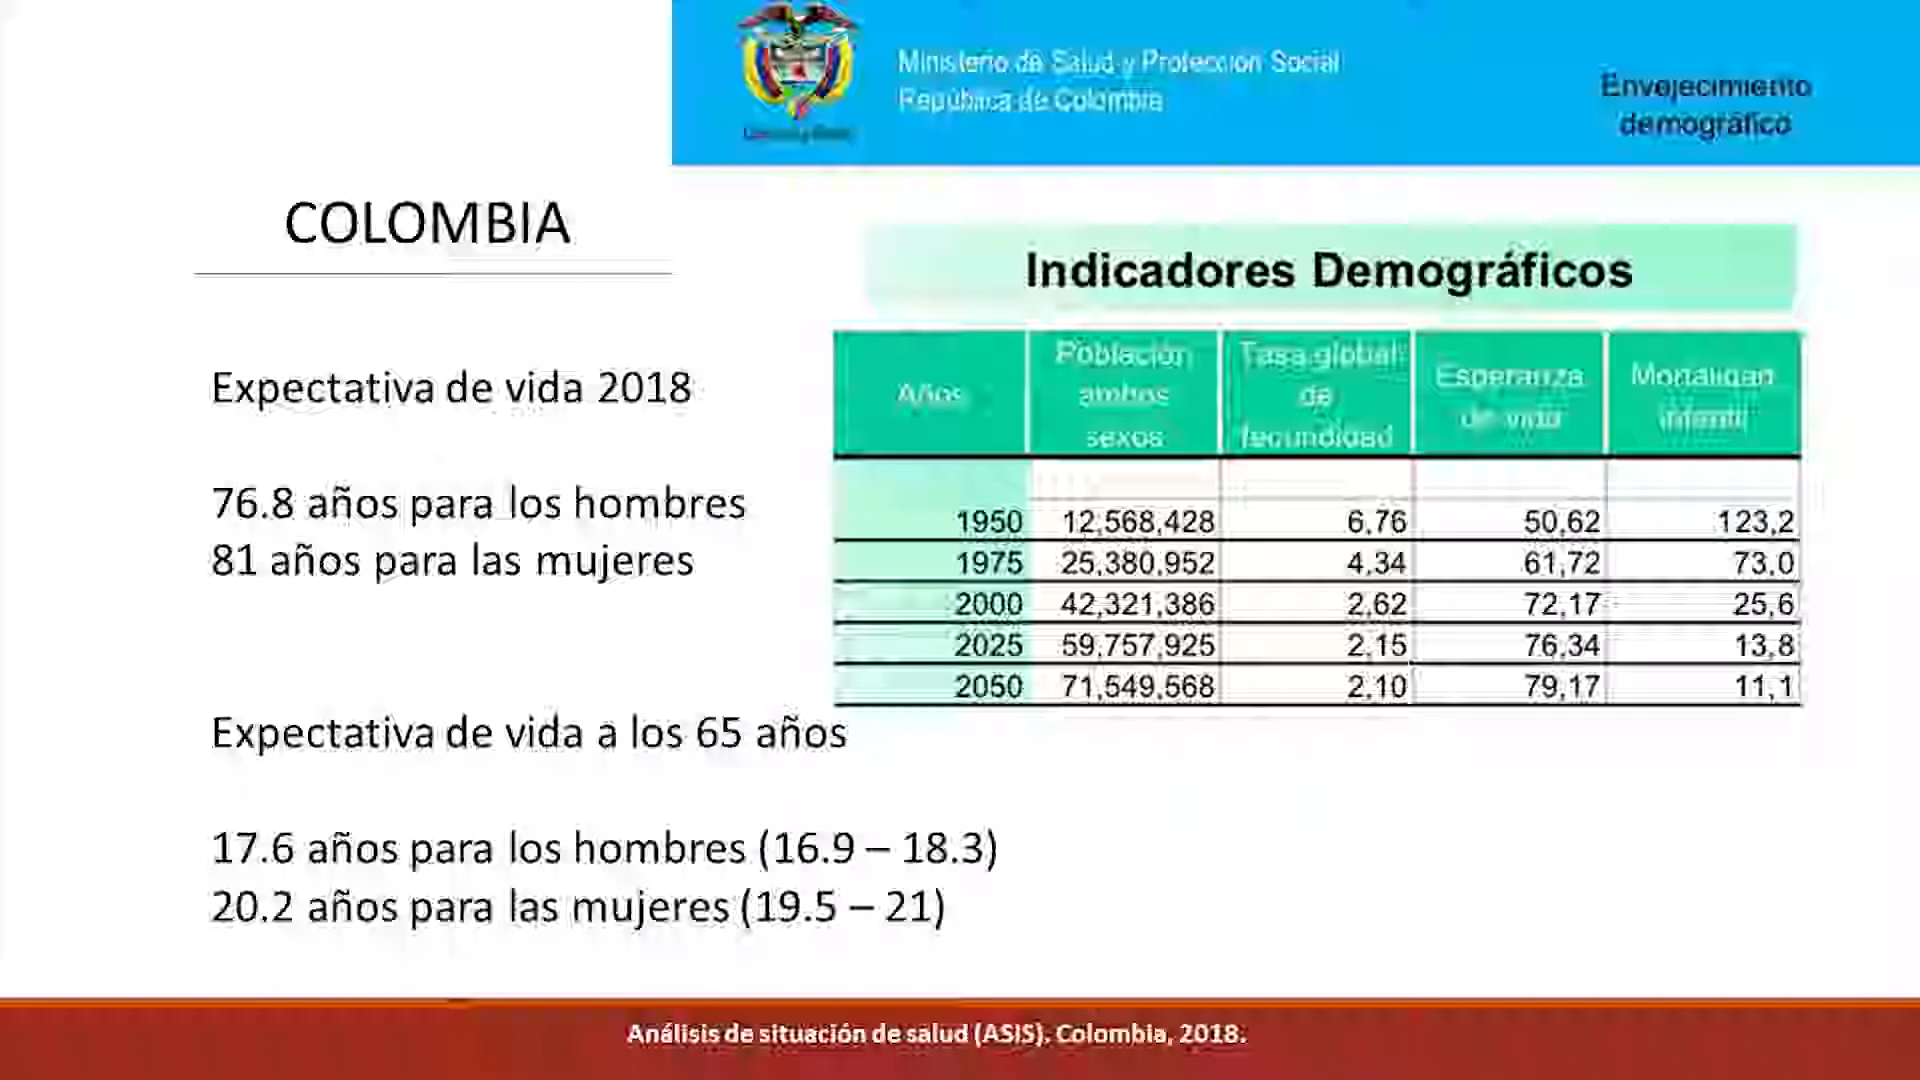 Ministerio de Salud y Protección Social
República de Colombia
Envejecimiento
demográfico
COLOMBIA
Expectativa de vida 2018
76.8 años para los hombres
81 años para las mujeres
Expectativa de vida a los 65 años
17.6 años para los hombres (16.9 – 18.3)
20.2 años para las mujeres (19.5 – 21)
Indicadores Demográficos
Años Población ambos sexos Tasa global de fecundidad Esperanza de vida Mortalidad infantil
1950 12,568,428 6,76 50,62 123,2
1975 25,380,952 4,34 61,72 73,0
2000 42,321,386 2,62 72,17 25,6
2025 59,757,925 2,15 76,34 13,8
2050 71,549,568 2,10 79,17 11,1
Análisis de situación de salud (ASIS). Colombia, 2018.